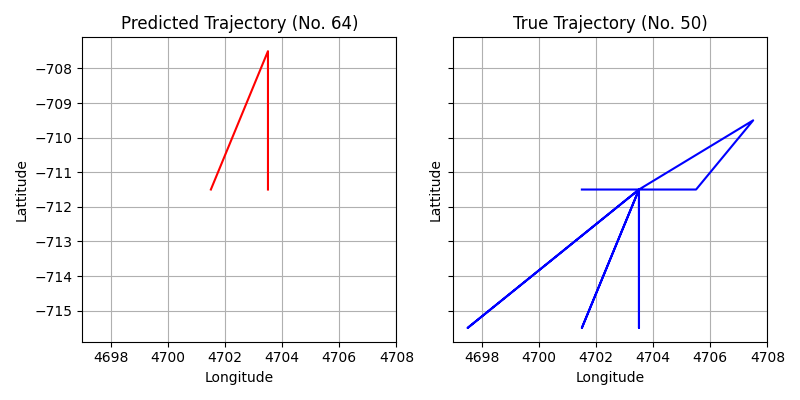 Predicted Trajectory (No. 64)
True Trajectory (No. 50)
−708
−709
−710
−711
−712
−713
−714
−715
Lattitude
Lattitude
4698 4700 4702 4704 4706 4708
4698 4700 4702 4704 4706 4708
Longitude
Longitude